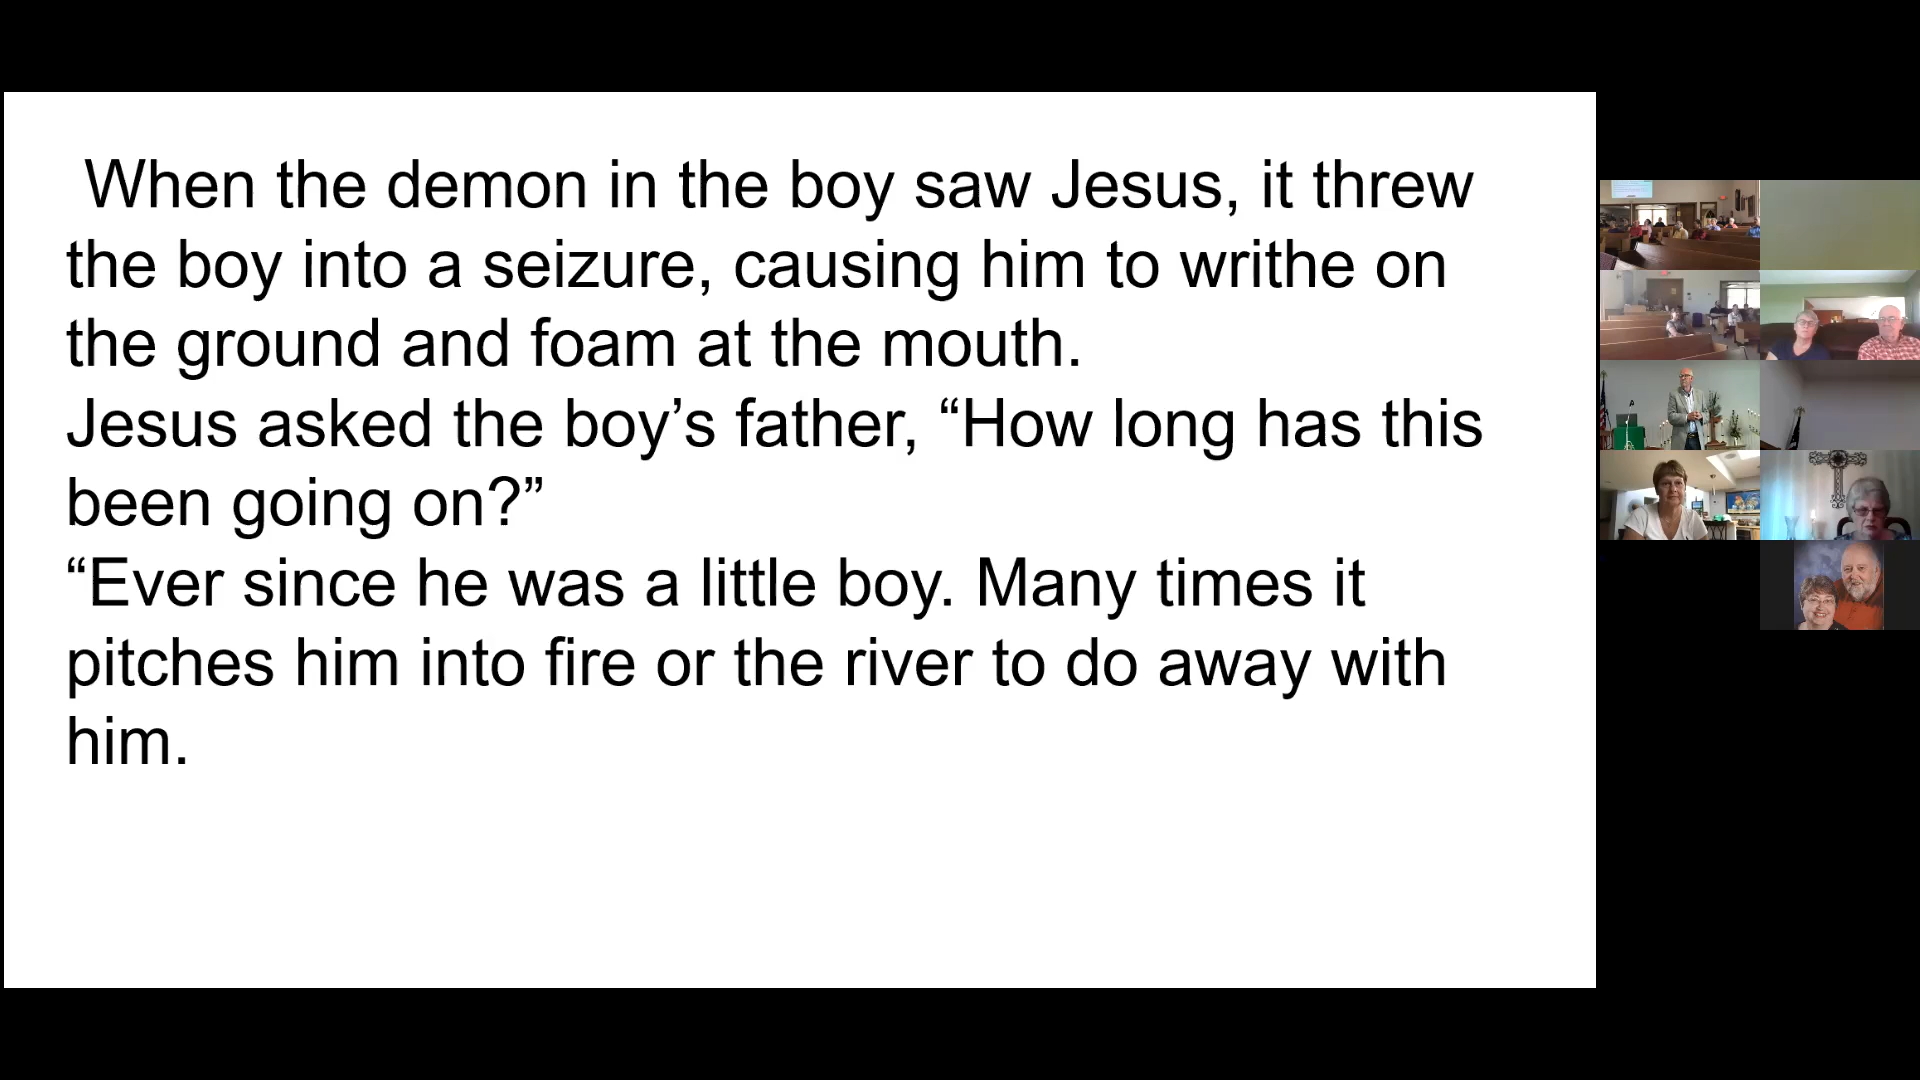 When the demon in the boy saw Jesus, it threw
the boy into a seizure, causing him to writhe on
the ground and foam at the mouth.
Jesus asked the boy’s father, “How long has this
been going on?”
“Ever since he was a little boy. Many times it
pitches him into fire or the river to do away with
him.